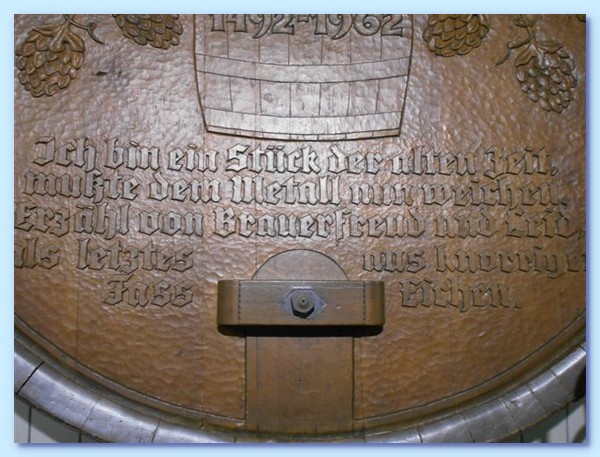 1492-1962
Ich bin ein Stück der alten Zeit,
mußte dem Metall nun weichen.
Erzähl von Brauerfreud und Leid,
als letztes aus knorrigen
Fass Eichen.